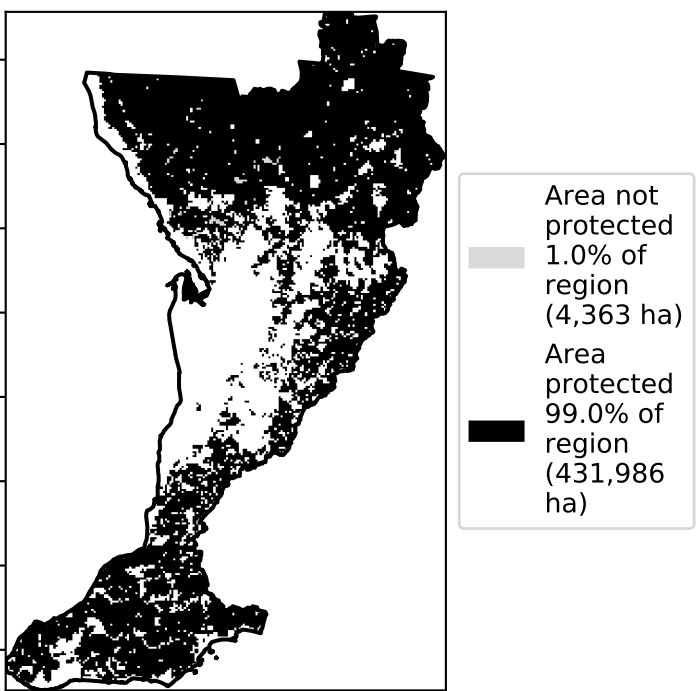 Area not
protected
1.0% of
region
(4,363 ha)
Area
protected
99.0% of
region
(431,986
ha)